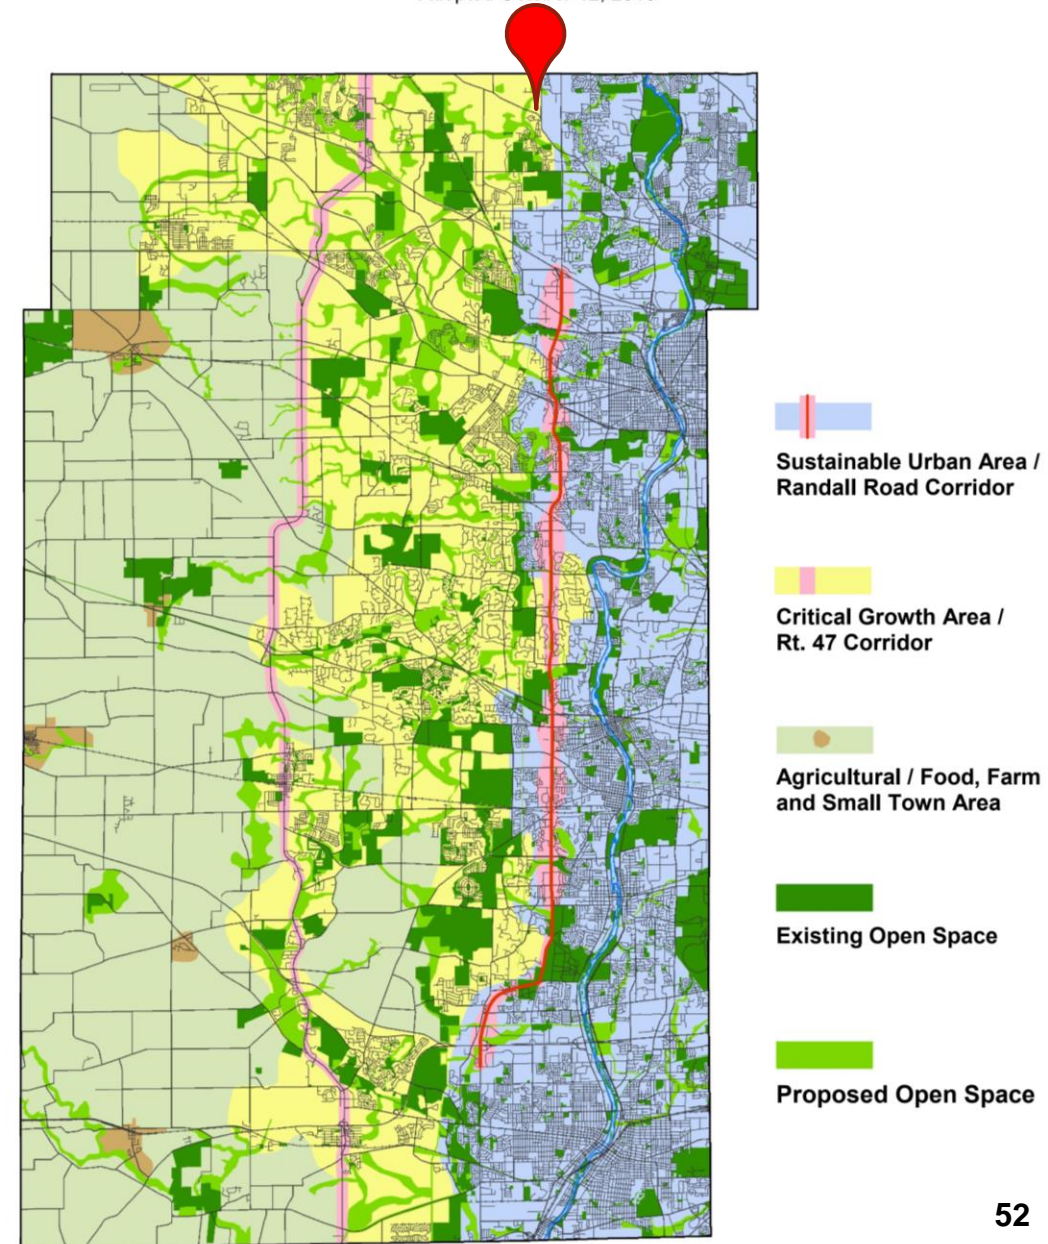 Sustainable Urban Area /
Randall Road Corridor
Critical Growth Area /
Rt. 47 Corridor
Agricultural / Food, Farm
and Small Town Area
Existing Open Space
Proposed Open Space
52